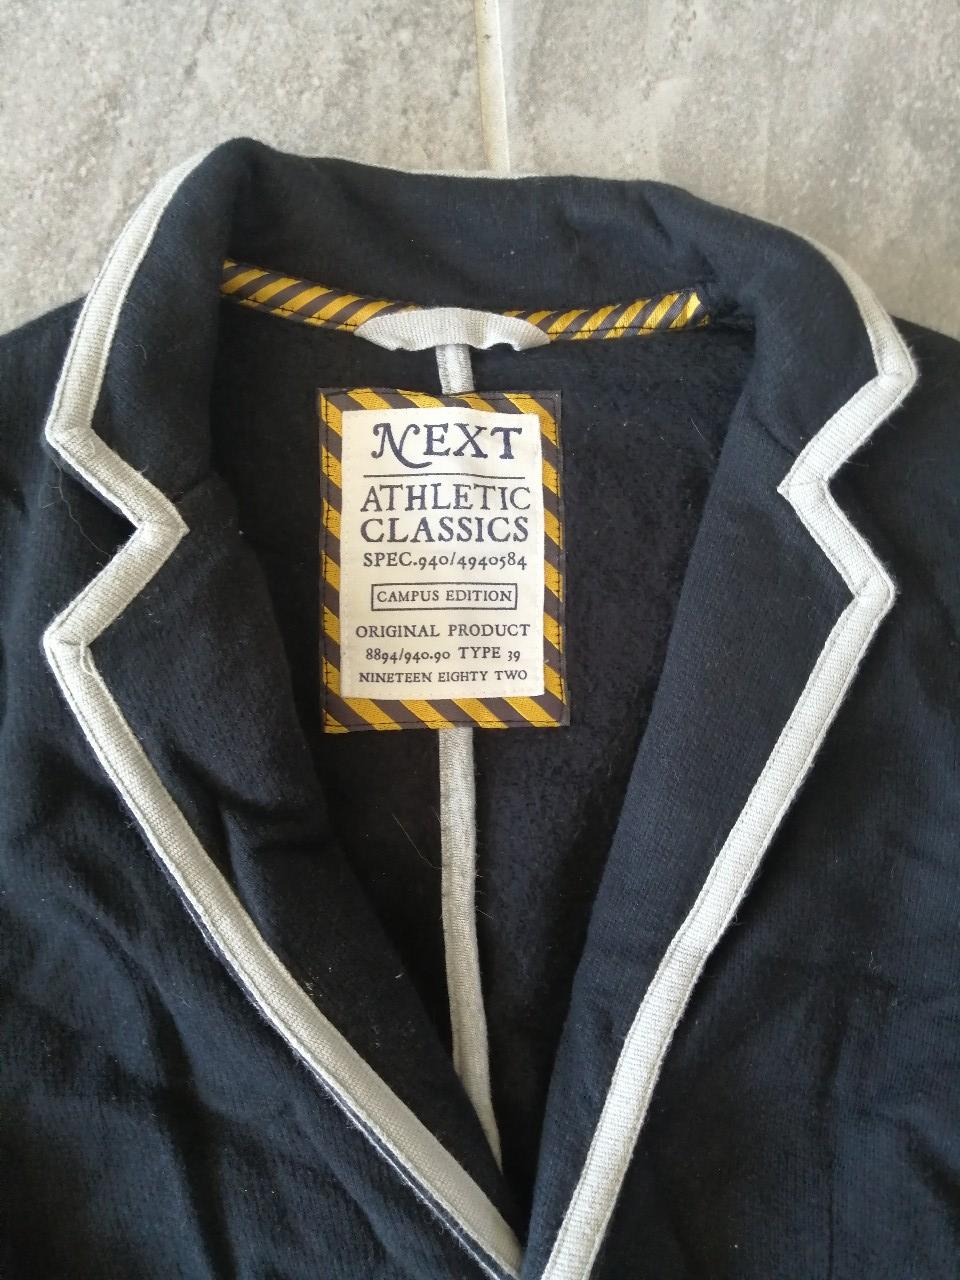 NEXT
ATHLETIC
CLASSICS
SPEC.940/4940584
CAMPUS EDITION
ORIGINAL PRODUCT
8894/940.90 TYPE 39
NINETEEN EIGHTY TWO